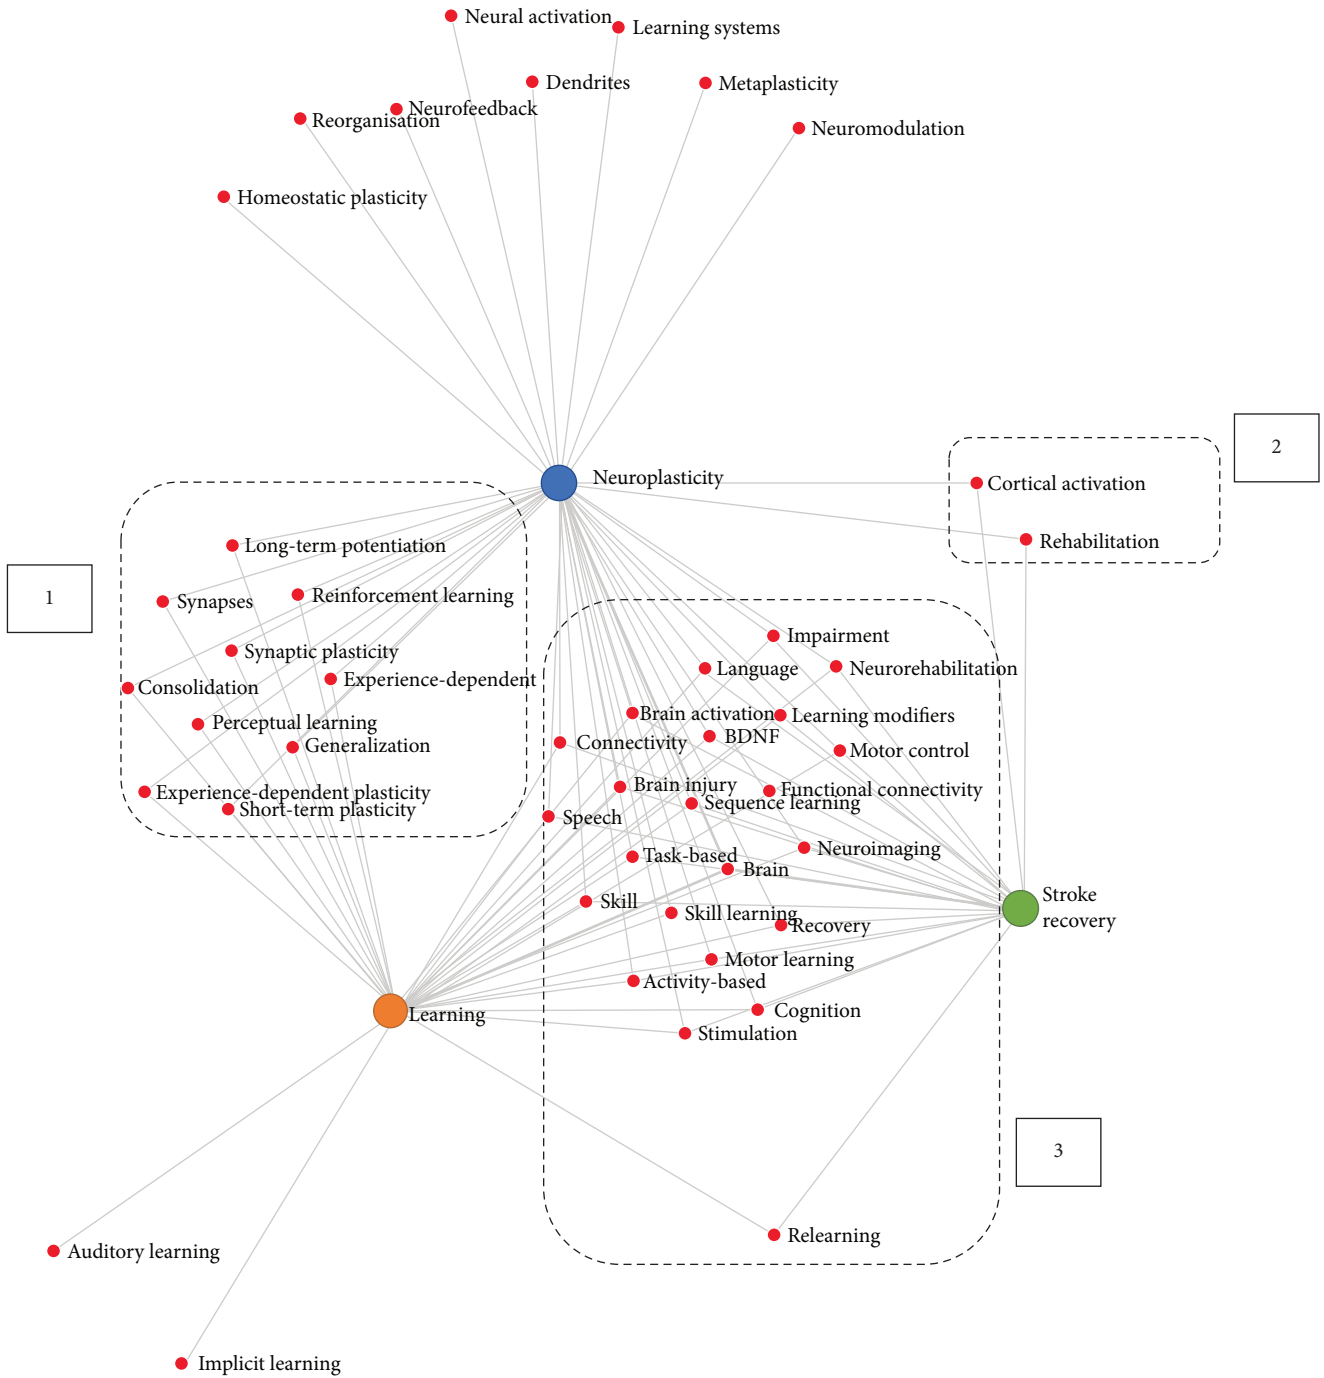 Neural activation
Learning systems
Dendrites
Metaplasticity
Neurofeedback
Reorganisation
Neuromodulation
Homeostatic plasticity
2
Neuroplasticity
Cortical activation
Rehabilitation
1
Long-term potentiation
Synapses
Reinforcement learning
Synaptic plasticity
Experience-dependent
Consolidation
Perceptual learning
Generalization
Experience-dependent plasticity
Short-term plasticity
Impairment
Language
Neurorehabilitation
Brain activation
Learning modifiers
BDNF
Connectivity
Motor control
Brain injury
Functional connectivity
Sequence learning
Speech
Neuroimaging
Task-based
Brain
Skill
Skill learning
Recovery
Stroke
recovery
Motor learning
Activity-based
Cognition
Learning
Stimulation
3
Relearning
Auditory learning
Implicit learning